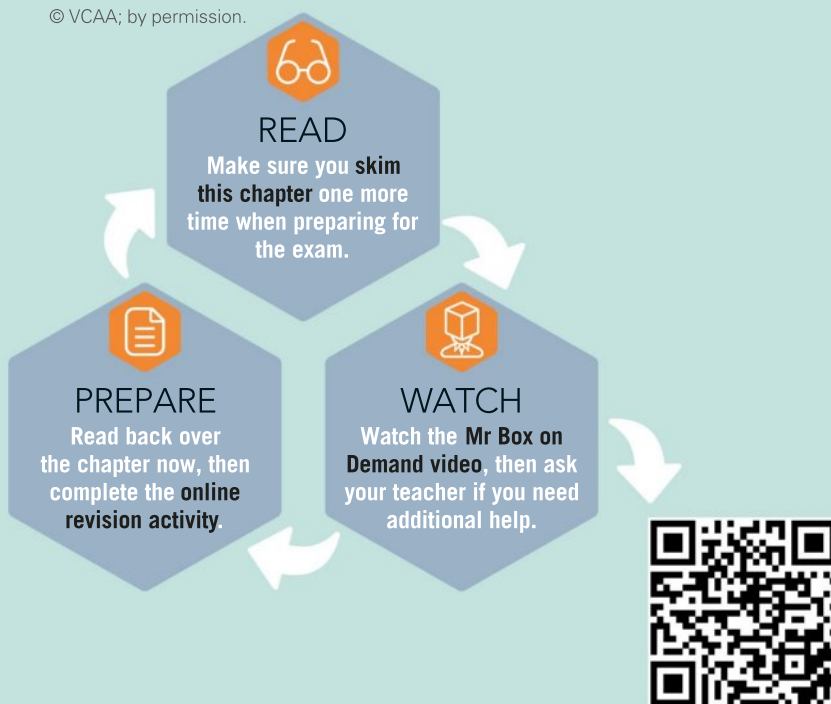 © VCAA; by permission.
READ
Make sure you skim
this chapter one more
time when preparing for
the exam.
PREPARE
Read back over
the chapter now, then
complete the online
revision activity.
WATCH
Watch the Mr Box on
Demand video, then ask
your teacher if you need
additional help.